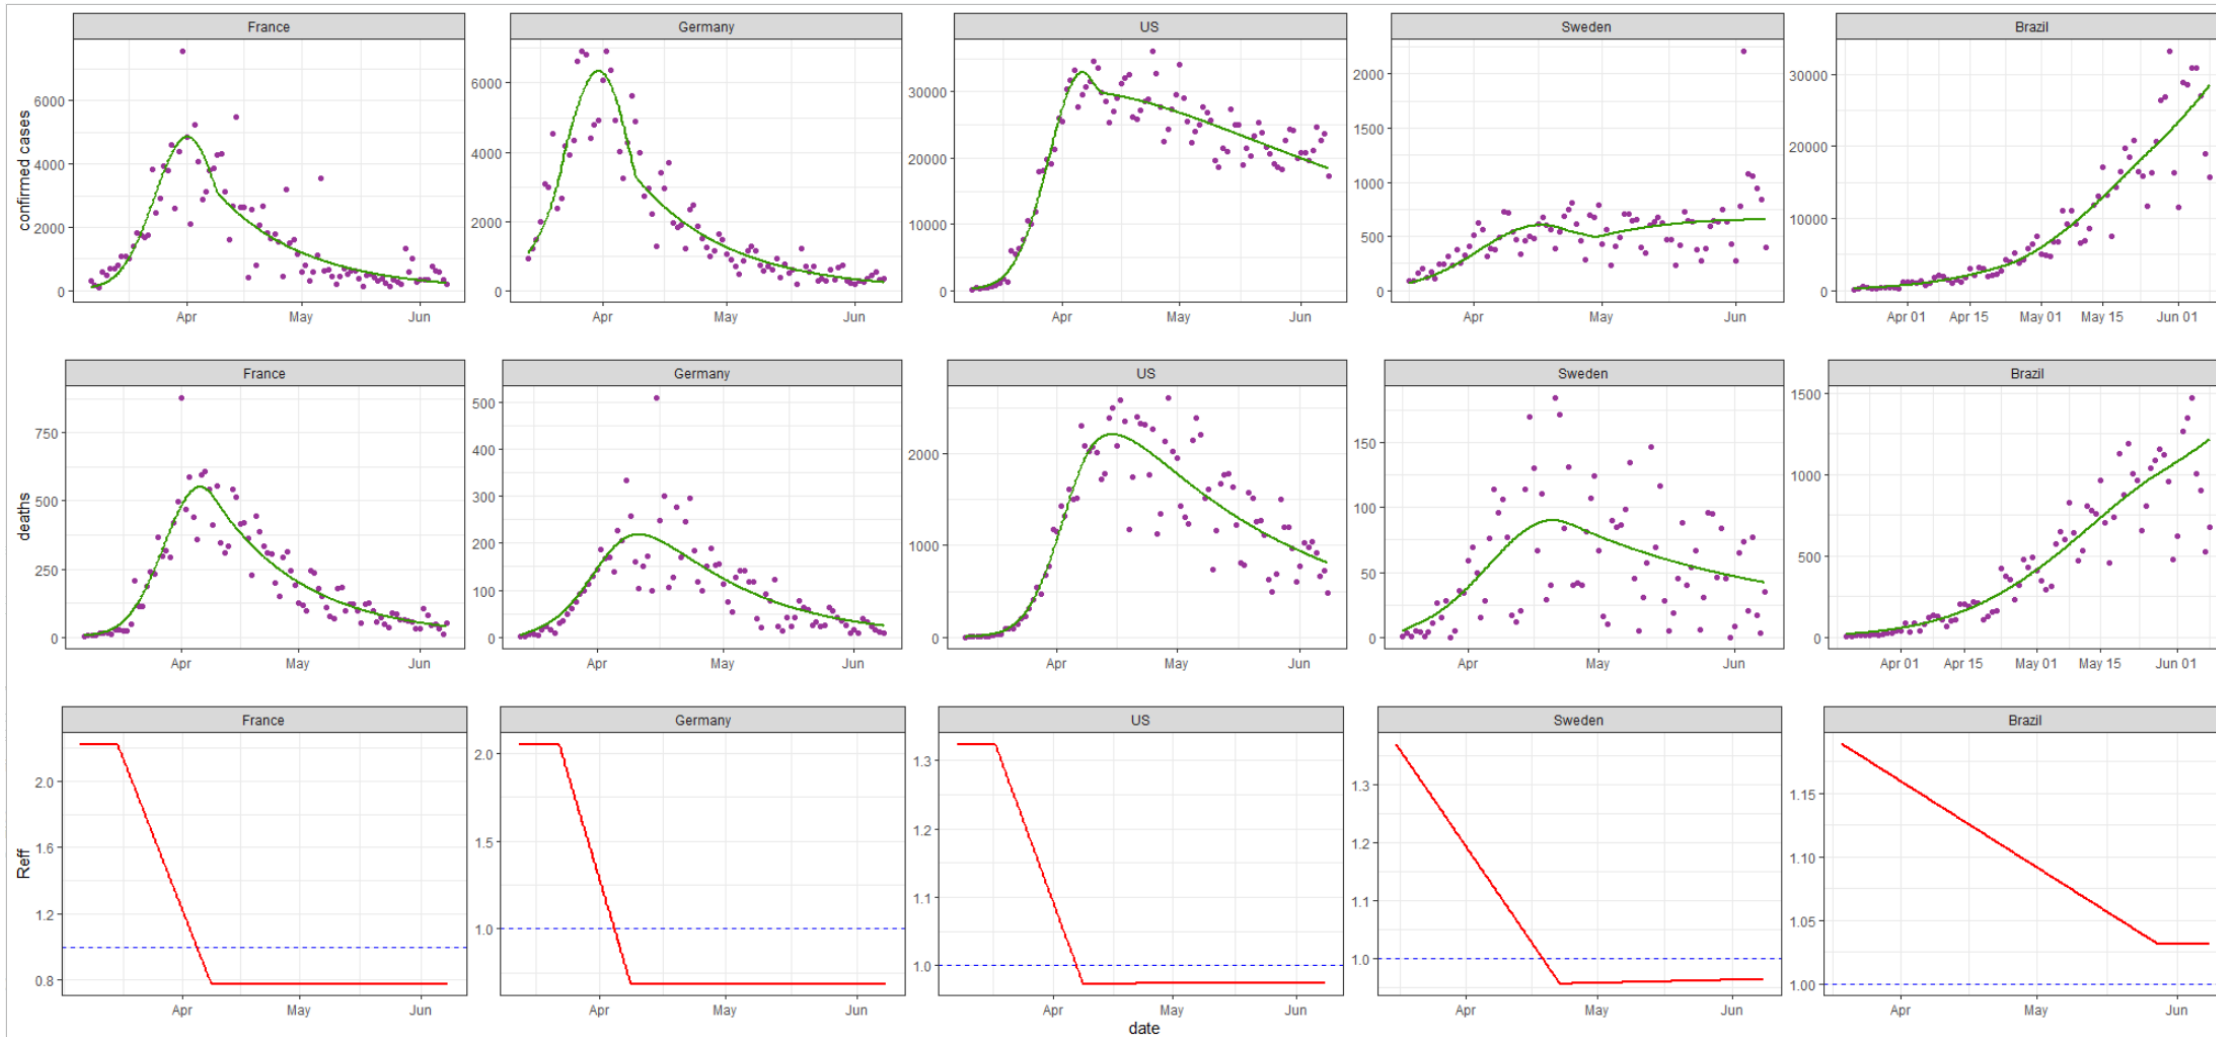 France Germany US Sweden Brazil
confirmed cases
6000
4000
2000
0
6000
4000
2000
0
30000
20000
10000
0
2000
1500
1000
500
0
30000
20000
10000
0
Apr May Jun
Apr May Jun
Apr May Jun
Apr May Jun
Apr 01 Apr 15 May 01 May 15 Jun 01
France Germany US Sweden Brazil
deaths
750
500
250
0
500
400
300
200
100
0
2000
1000
0
150
100
50
0
1500
1000
500
0
Apr May Jun
Apr May Jun
Apr May Jun
Apr May Jun
Apr 01 Apr 15 May 01 May 15 Jun 01
France Germany US Sweden Brazil
Reff
2.0
1.6
1.2
0.8
2.0
1.5
1.0
1.3
1.2
1.1
1.0
1.3
1.2
1.1
1.0
1.15
1.10
1.05
1.00
Apr May Jun
Apr May Jun
Apr May Jun
Apr May Jun
Apr May Jun
date